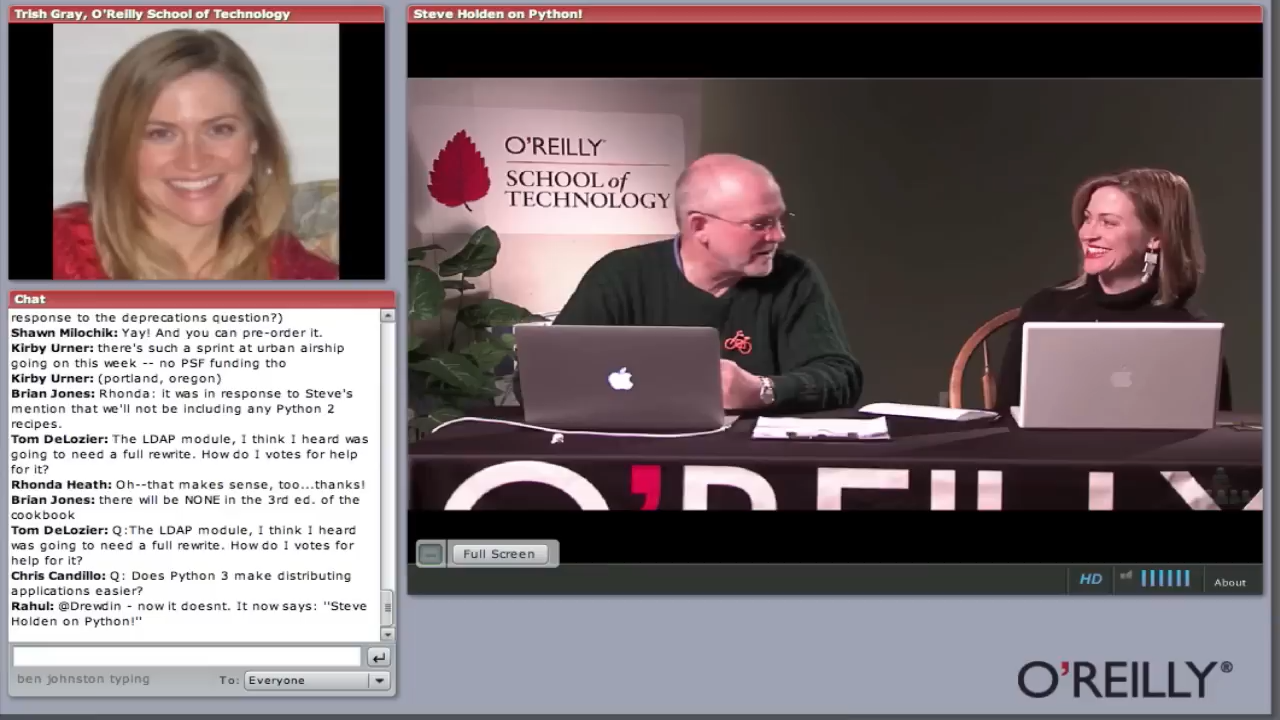 Trish Gray, O'Reilly School of Technology
Steve Holden on Python!
O'REILLY
SCHOOL of
TECHNOLOGY
Chat
response to the deprecations question?)
Shawn Milochik: Yay! And you can pre-order it.
Kirby Urner: there's such a sprint at urban airship
going on this week -- no PSF funding tho
Kirby Urner: (portland, oregon)
Brian Jones: Rhonda: it was in response to Steve's
mention that we'll not be including any Python 2
recipes.
Tom DeLozier: The LDAP module, I think I heard was
going to need a full rewrite. How do I votes for help
for it?
Rhonda Heath: Oh--that makes sense, too...thanks!
Brian Jones: there will be NONE in the 3rd ed. of the
cookbook
Tom DeLozier: Q:The LDAP module, I think I heard
was going to need a full rewrite. How do I votes for
help for it?
Chris Candillo: Q: Does Python 3 make distributing
applications easier?
Rahul: @Drewdin - now it doesnt. It now says: "Steve
Holden on Python!"
ben johnston typing
To: Everyone
O'REILLY
Full Screen
HD
About
O'REILLY®